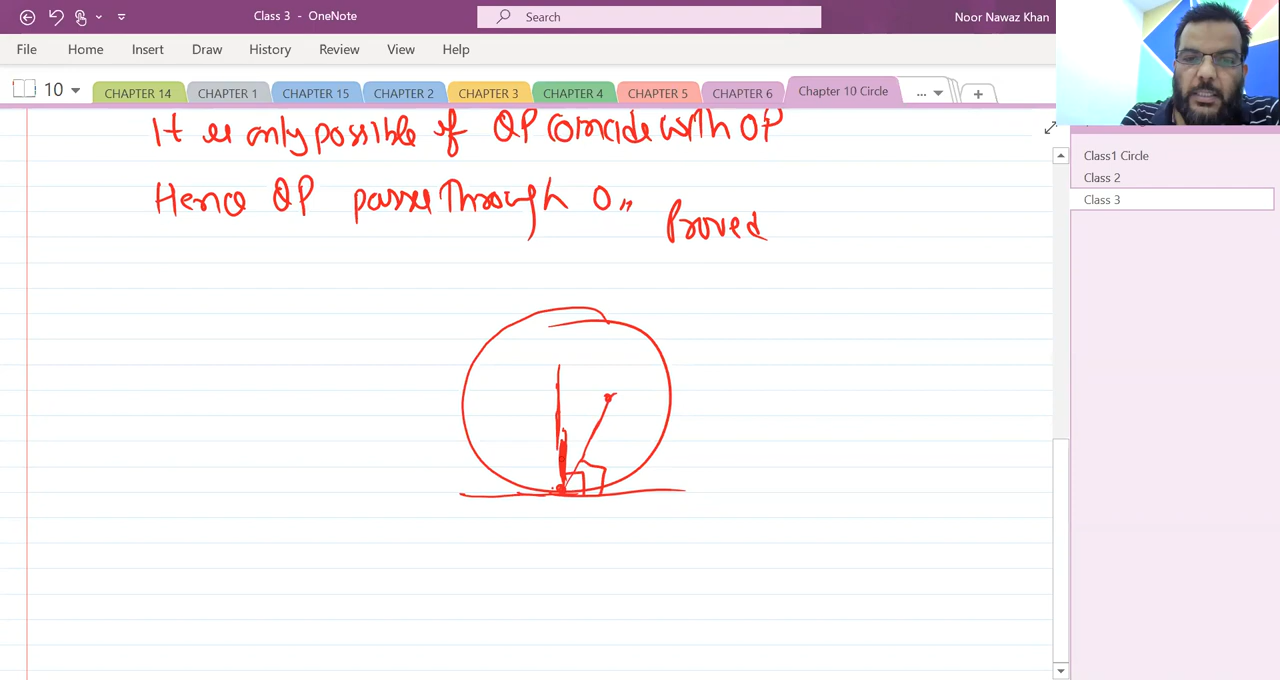 Class 3 - OneNote
Search
Noor Nawaz Khan
File Home Insert Draw History Review View Help
10
CHAPTER 14 CHAPTER 1 CHAPTER 15 CHAPTER 2 CHAPTER 3 CHAPTER 4 CHAPTER 5 CHAPTER 6 Chapter 10 Circle ... +
It is only possible if QP coincide with OP
Hence QP passes through O
Proved
Class1 Circle
Class 2
Class 3